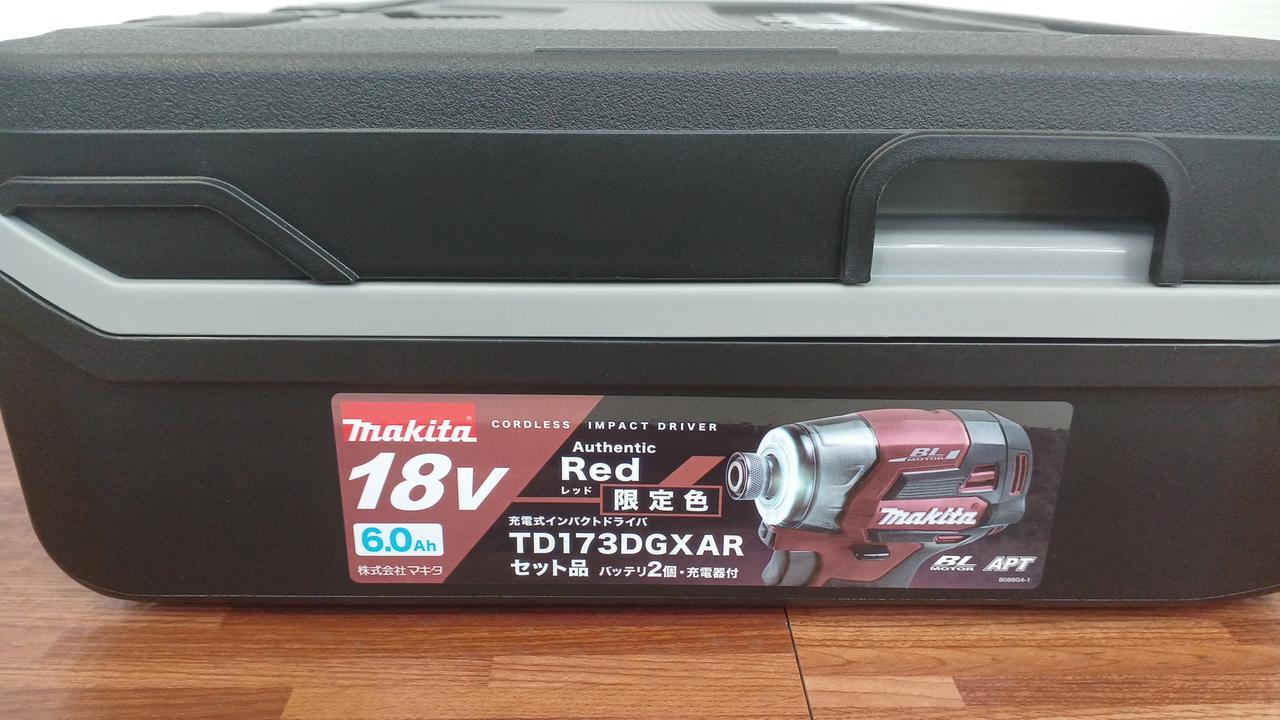 makita
CORDLESS IMPACT DRIVER
18V
Authentic
Red
レッド
限定色
6.0Ah
充電式インパクトドライバ
TD173DGXAR
セット品 バッテリ2個・充電器付
株式会社マキタ
BL
MOTOR
makita
BL
MOTOR
APT
8088G4-1